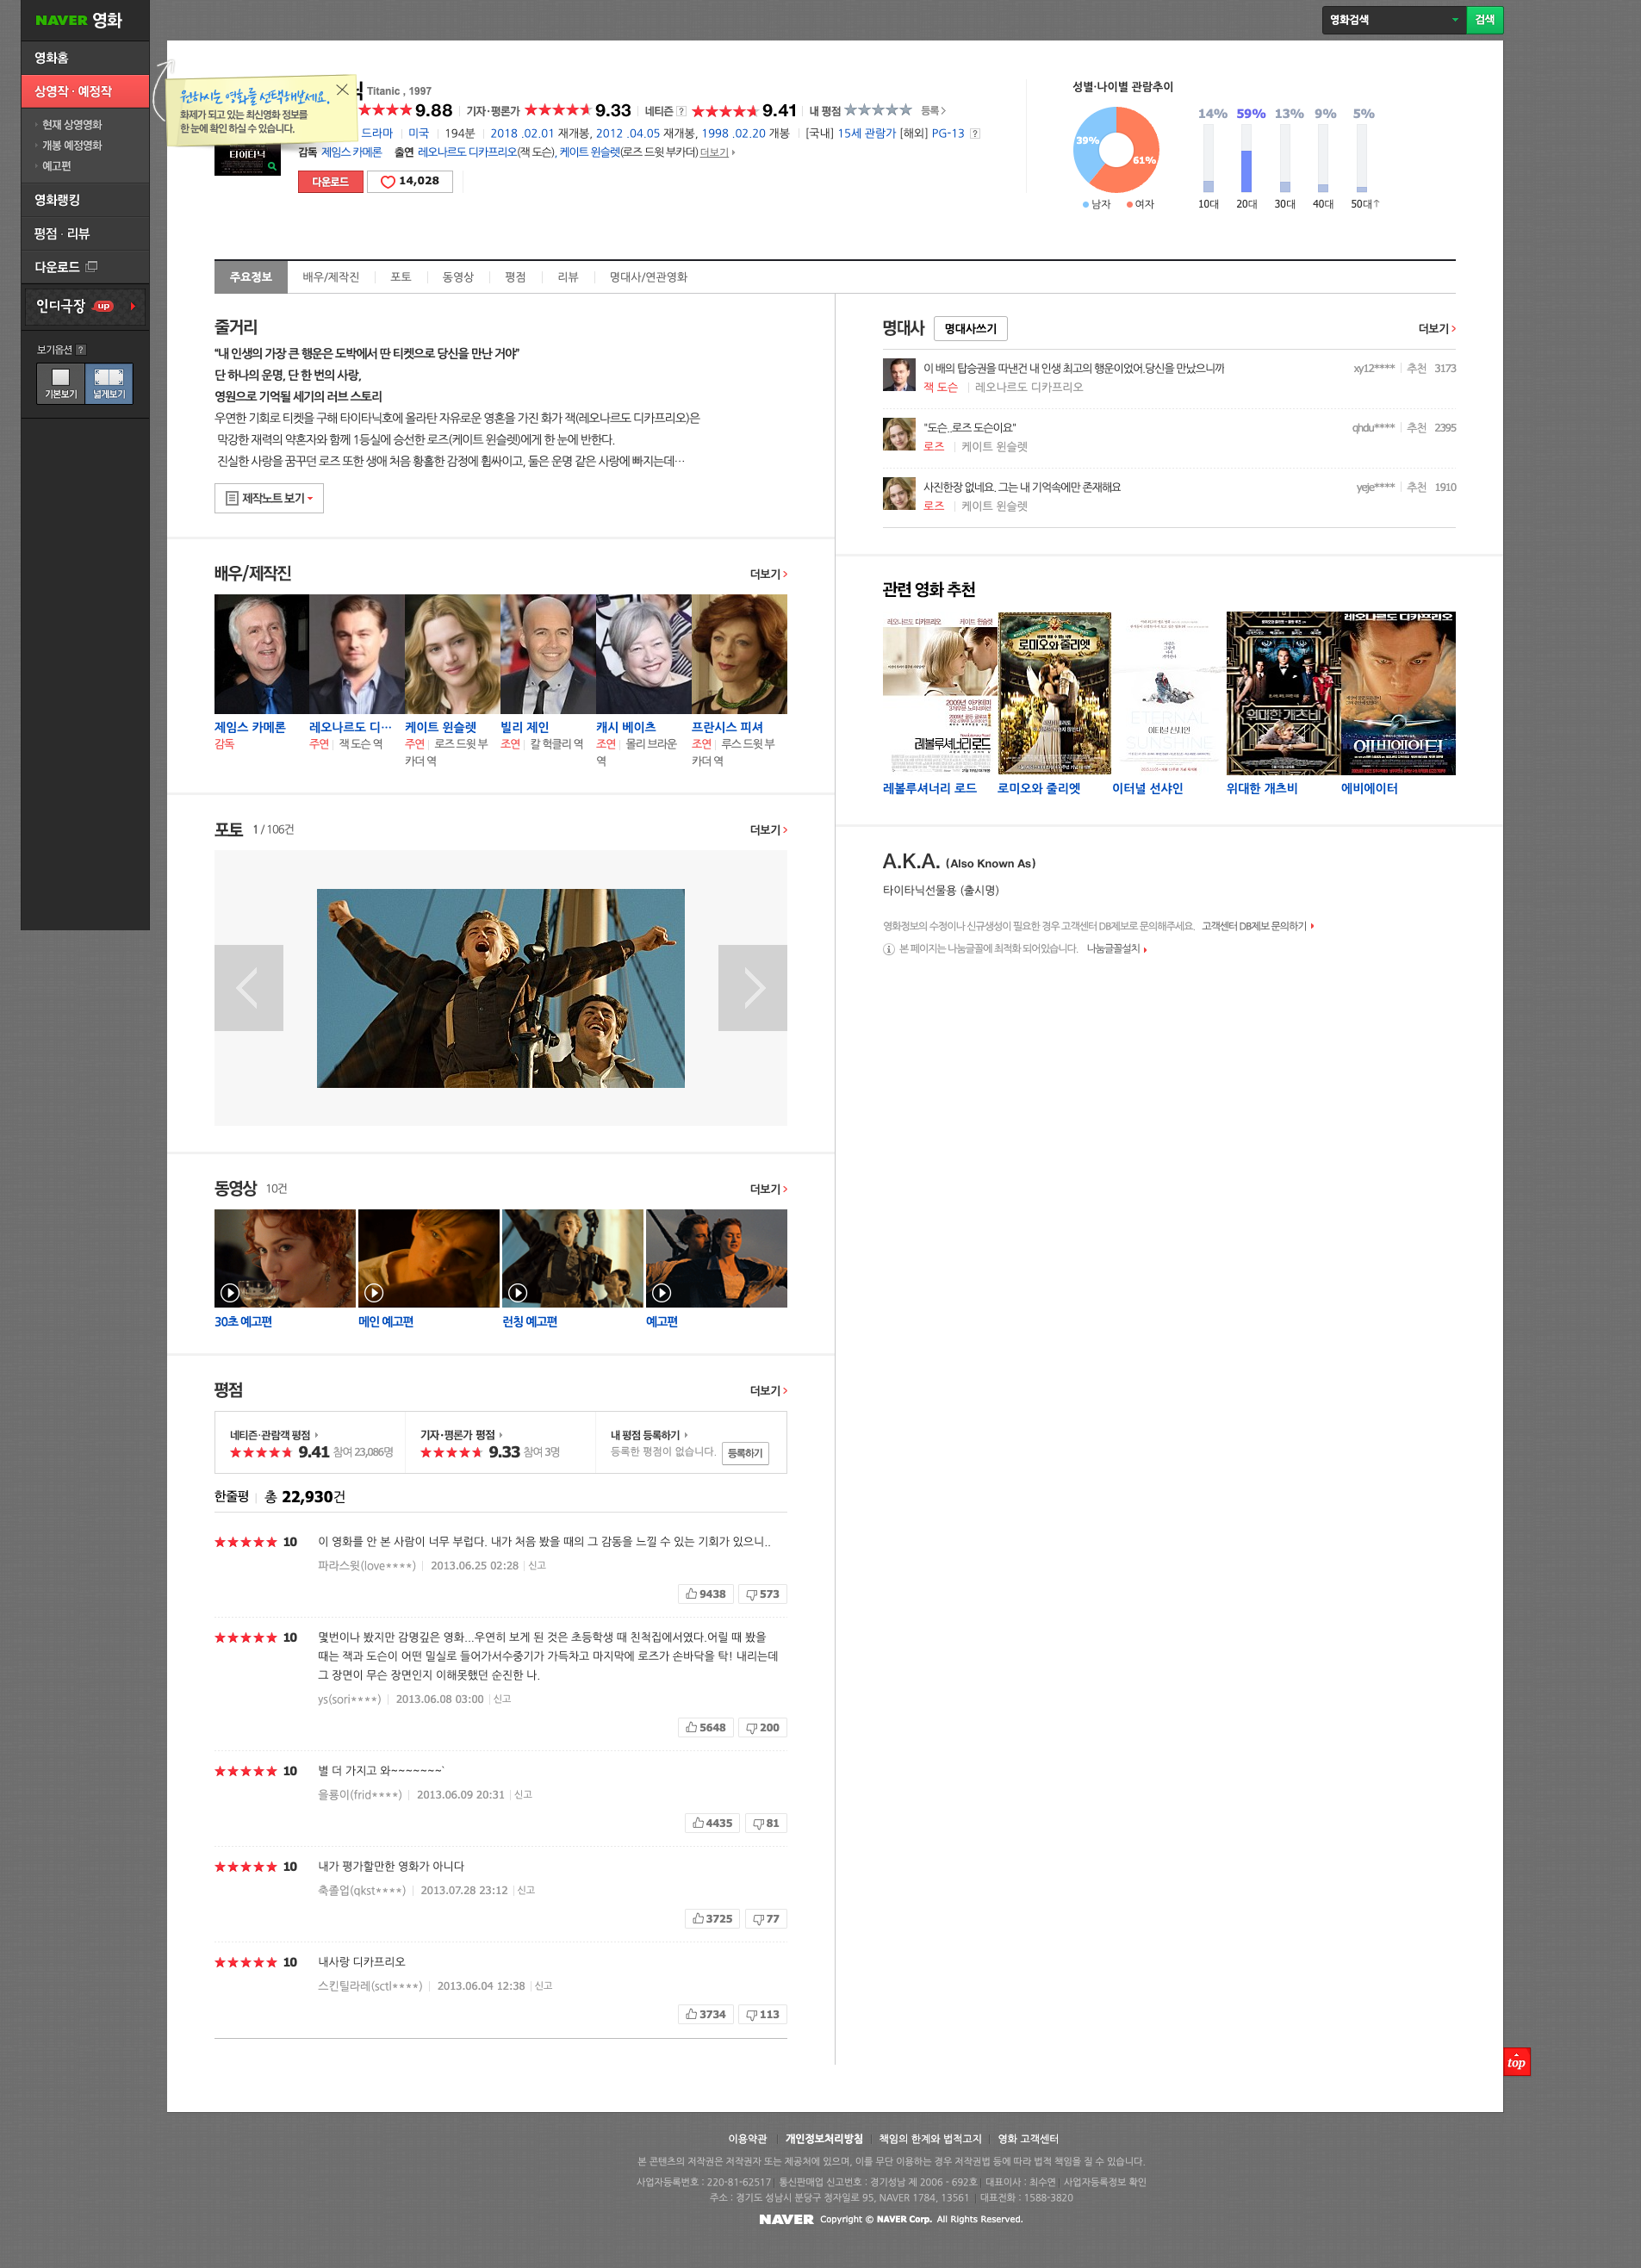 NAVER 영화
영화검색
검색
영화홈
상영작 · 예정작
현재 상영영화
개봉 예정영화
예고편
영화랭킹
평점 · 리뷰
다운로드
인디극장 up
보기옵션 ?
기본보기 넓게보기
원하시는 영화를 선택해보세요.
화제가 되고 있는 최신영화 정보를
한 눈에 확인 하실 수 있습니다.
Titanic , 1997
9.88 기자·평론가 9.33 네티즌 ? 9.41 내 평점 등록
드라마 미국 194분 2018 .02.01 재개봉, 2012 .04.05 재개봉, 1998 .02.20 개봉 [국내] 15세 관람가 [해외] PG-13 ?
감독 제임스 카메론 출연 레오나르도 디카프리오(잭 도슨), 케이트 윈슬렛(로즈 드윗 부카더) 더보기
타이타닉
다운로드 14,028
성별·나이별 관람추이
39%
61%
남자 여자
14% 59% 13% 9% 5%
10대 20대 30대 40대 50대↑
주요정보 배우/제작진 포토 동영상 평점 리뷰 명대사/연관영화
줄거리
“내 인생의 가장 큰 행운은 도박에서 딴 티켓으로 당신을 만난 거야”
단 하나의 운명, 단 한 번의 사랑,
영원으로 기억될 세기의 러브 스토리
우연한 기회로 티켓을 구해 타이타닉호에 올라탄 자유로운 영혼을 가진 화가 잭(레오나르도 디카프리오)은
막강한 재력의 약혼자와 함께 1등실에 승선한 로즈(케이트 윈슬렛)에게 한 눈에 반한다.
진실한 사랑을 꿈꾸던 로즈 또한 생애 처음 황홀한 감정에 휩싸이고, 둘은 운명 같은 사랑에 빠지는데…
제작노트 보기
배우/제작진 더보기
제임스 카메론
감독
레오나르도 디…
주연 잭 도슨 역
케이트 윈슬렛
주연 로즈 드윗 부
카더 역
빌리 제인
조연 칼 헉클리 역
캐시 베이츠
조연 몰리 브라운
역
프란시스 피셔
조연 루스 드윗 부
카더 역
포토 1 / 106건 더보기
동영상 10건 더보기
30초 예고편 메인 예고편 런칭 예고편 예고편
평점 더보기
네티즌·관람객 평점
9.41 참여 23,086명
기자·평론가 평점
9.33 참여 3명
내 평점 등록하기
등록한 평점이 없습니다. 등록하기
한줄평 총 22,930건
10 이 영화를 안 본 사람이 너무 부럽다. 내가 처음 봤을 때의 그 감동을 느낄 수 있는 기회가 있으니..
파라스윗(love****) 2013.06.25 02:28 신고
9438 573
10 몇번이나 봤지만 감명깊은 영화...우연히 보게 된 것은 초등학생 때 친척집에서였다.어릴 때 봤을
때는 잭과 도슨이 어떤 밀실로 들어가서수중기가 가득차고 마지막에 로즈가 손바닥을 탁! 내리는데
그 장면이 무슨 장면인지 이해못했던 순진한 나.
ys(sori****) 2013.06.08 03:00 신고
5648 200
10 별 더 가지고 와~~~~~~~'
을룡이(frid****) 2013.06.09 20:31 신고
4435 81
10 내가 평가할만한 영화가 아니다
축졸업(qkst****) 2013.07.28 23:12 신고
3725 77
10 내사랑 디카프리오
스킨틸라레(sctl****) 2013.06.04 12:38 신고
3734 113
명대사 명대사쓰기 더보기
이 배의 탑승권을 따낸건 내 인생 최고의 행운이었어.당신을 만났으니까 xy12**** 추천 3173
잭 도슨 레오나르도 디카프리오
"도슨..로즈 도슨이요" qhdu**** 추천 2395
로즈 케이트 윈슬렛
사진한장 없네요. 그는 내 기억속에만 존재해요 yeje**** 추천 1910
로즈 케이트 윈슬렛
관련 영화 추천
레오나르도 디카프리오 케이트 윈슬렛
레볼루셔너리 로드
로미오와 줄리엣
ETERNAL
SUNSHINE
이터널 선샤인
위대한 개츠비
레오나르도 디카프리오
에비에이터
레볼루셔너리 로드 로미오와 줄리엣 이터널 선샤인 위대한 개츠비 에비에이터
A.K.A. (Also Known As)
타이타닉선물용 (출시명)
영화정보의 수정이나 신규생성이 필요한 경우 고객센터 DB제보로 문의해주세요. 고객센터 DB제보 문의하기
본 페이지는 나눔글꼴에 최적화 되어있습니다. 나눔글꼴설치
top
이용약관 개인정보처리방침 책임의 한계와 법적고지 영화 고객센터
본 콘텐츠의 저작권은 저작권자 또는 제공처에 있으며, 이를 무단 이용하는 경우 저작권법 등에 따라 법적 책임을 질 수 있습니다.
사업자등록번호 : 220-81-62517 통신판매업 신고번호 : 경기성남 제 2006 - 692호 대표이사 : 최수연 사업자등록정보 확인
주소 : 경기도 성남시 분당구 정자일로 95, NAVER 1784, 13561 대표전화 : 1588-3820
NAVER Copyright © NAVER Corp. All Rights Reserved.